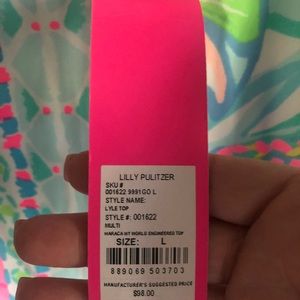 LILLY PULITZER
SKU #
001622 9991GO L
STYLE NAME:
LYLE TOP
STYLE #: 001622
MULTI
MARACA MY WORLD ENGINEERED TOP
SIZE: L
889069 503703
MANUFACTURER'S SUGGESTED PRICE
$98.00